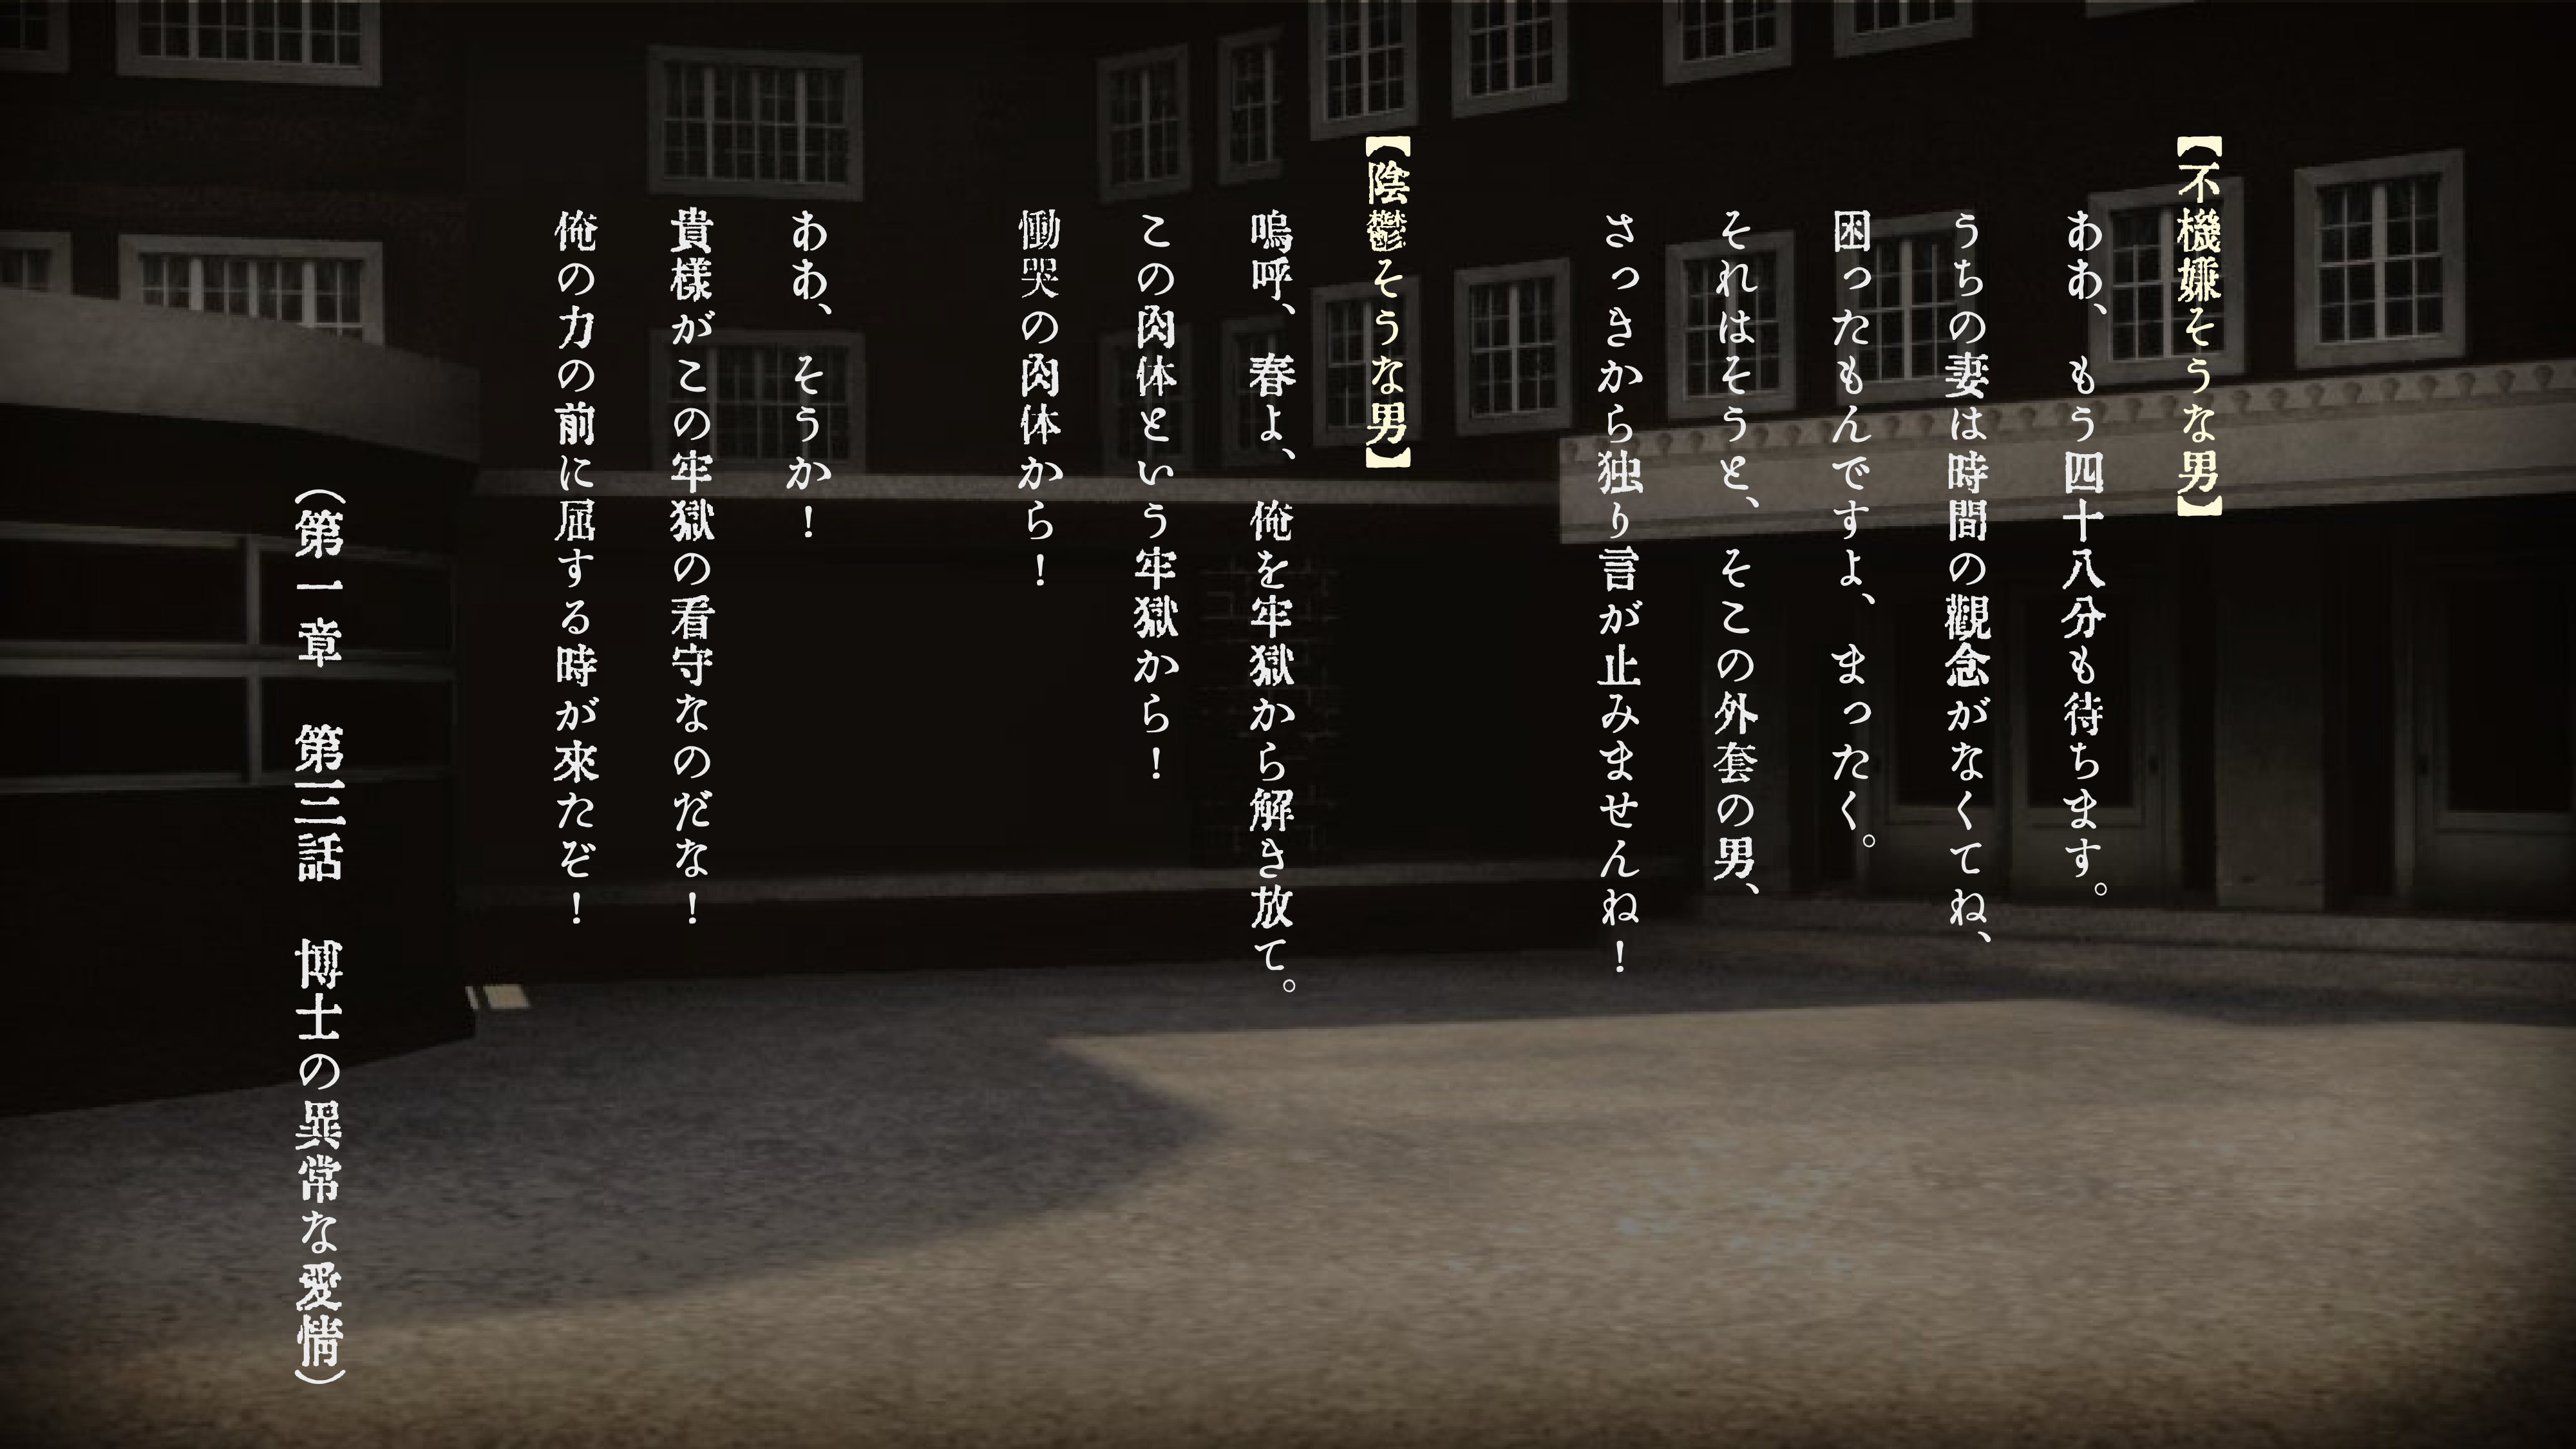 【不機嫌そうな男】
ああ、もう四十八分も待ちます。
うちの妻は時間の觀念がなくてね、
困ったもんですよ、まったく。
それはそうと、そこの外套の男、
さっきから独り言が止みませんね！
【陰鬱そうな男】
嗚呼、春よ、俺を牢獄から解き放て。
この肉体という牢獄から！
慟哭の肉体から！
ああ、そうか！
貴様がこの牢獄の看守なのだな！
俺の力の前に屈する時が來たぞ！
（第一章　第三話　博士の異常な愛情）